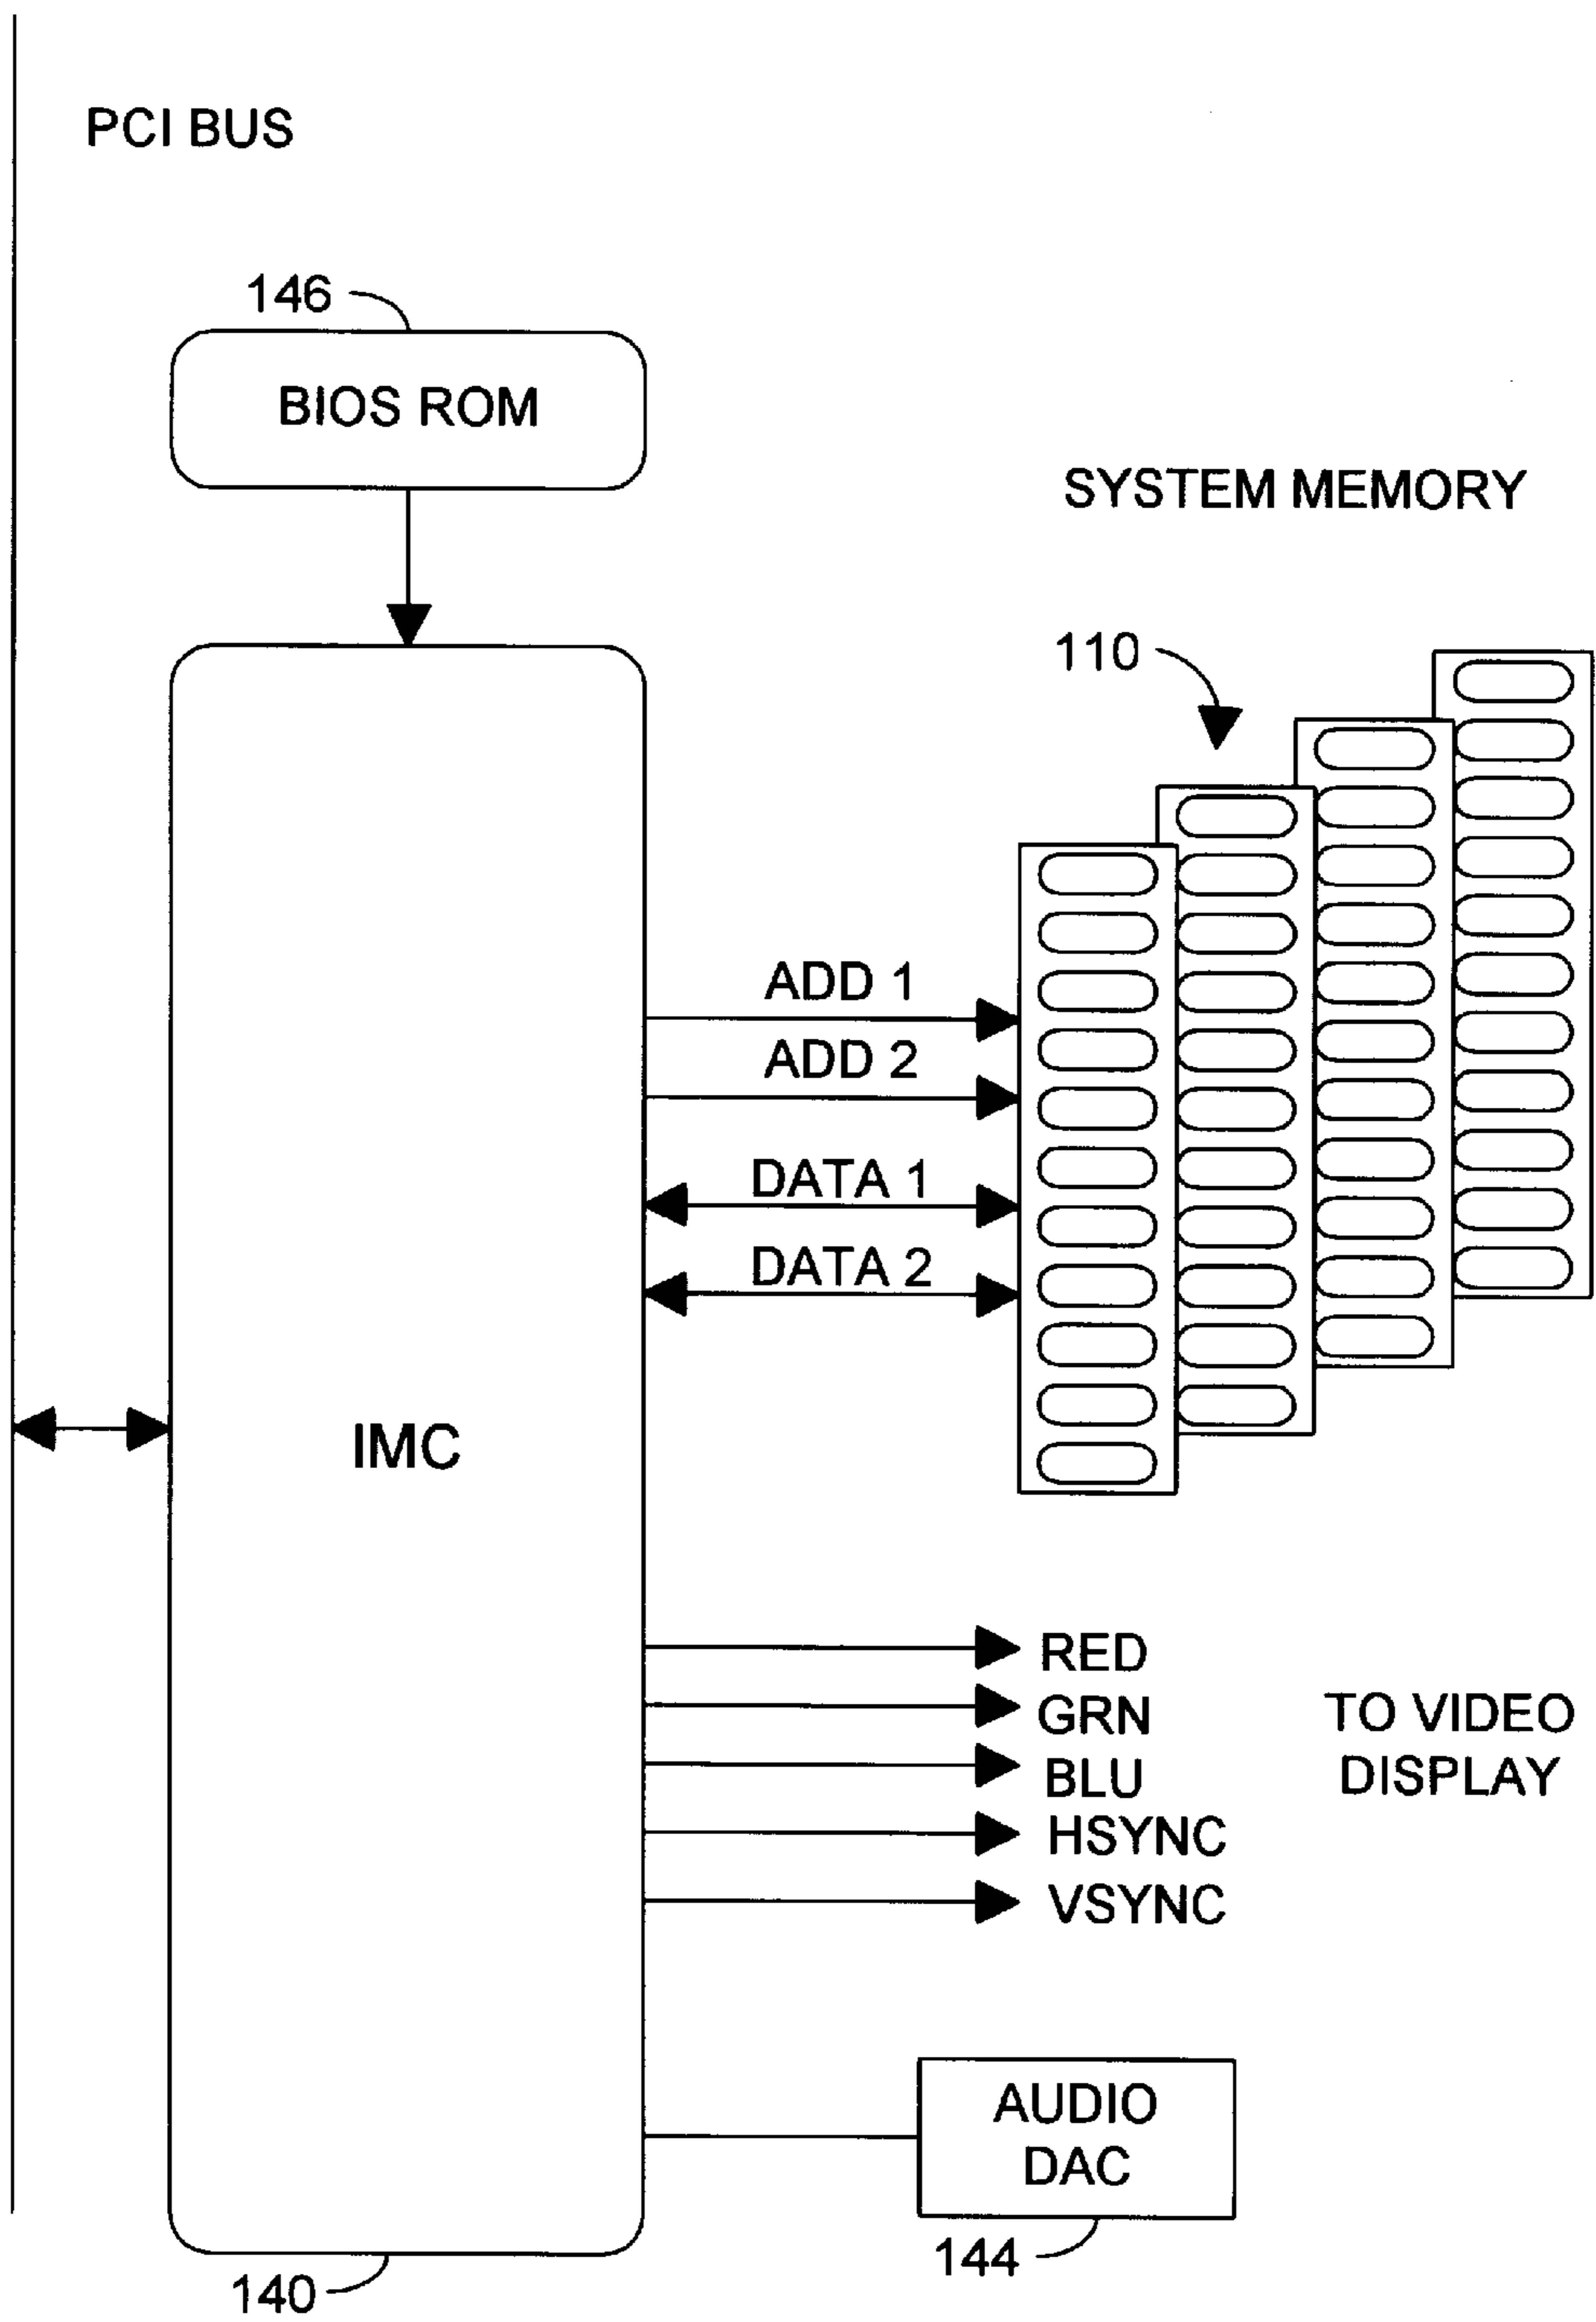 PCI BUS
146
BIOS ROM
SYSTEM MEMORY
110
ADD 1
ADD 2
DATA 1
DATA 2
IMC
RED
GRN
BLU
HSYNC
VSYNC
TO VIDEO
DISPLAY
AUDIO
DAC
144
140